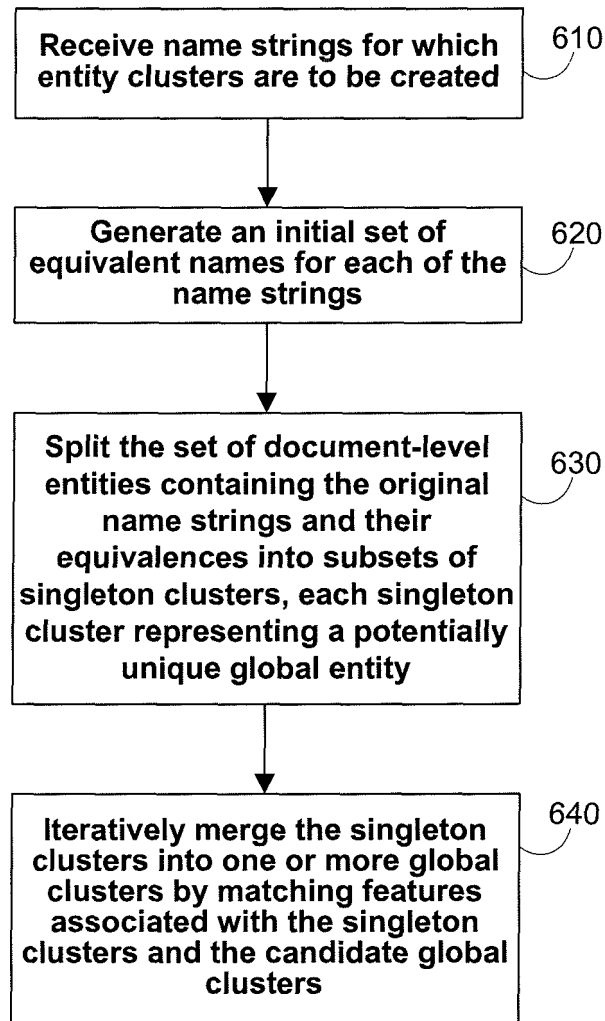 Receive name strings for which
entity clusters are to be created
610
Generate an initial set of
equivalent names for each of the
name strings
620
Split the set of document-level
entities containing the original
name strings and their
equivalences into subsets of
singleton clusters, each singleton
cluster representing a potentially
unique global entity
630
Iteratively merge the singleton
clusters into one or more global
clusters by matching features
associated with the singleton
clusters and the candidate global
clusters
640